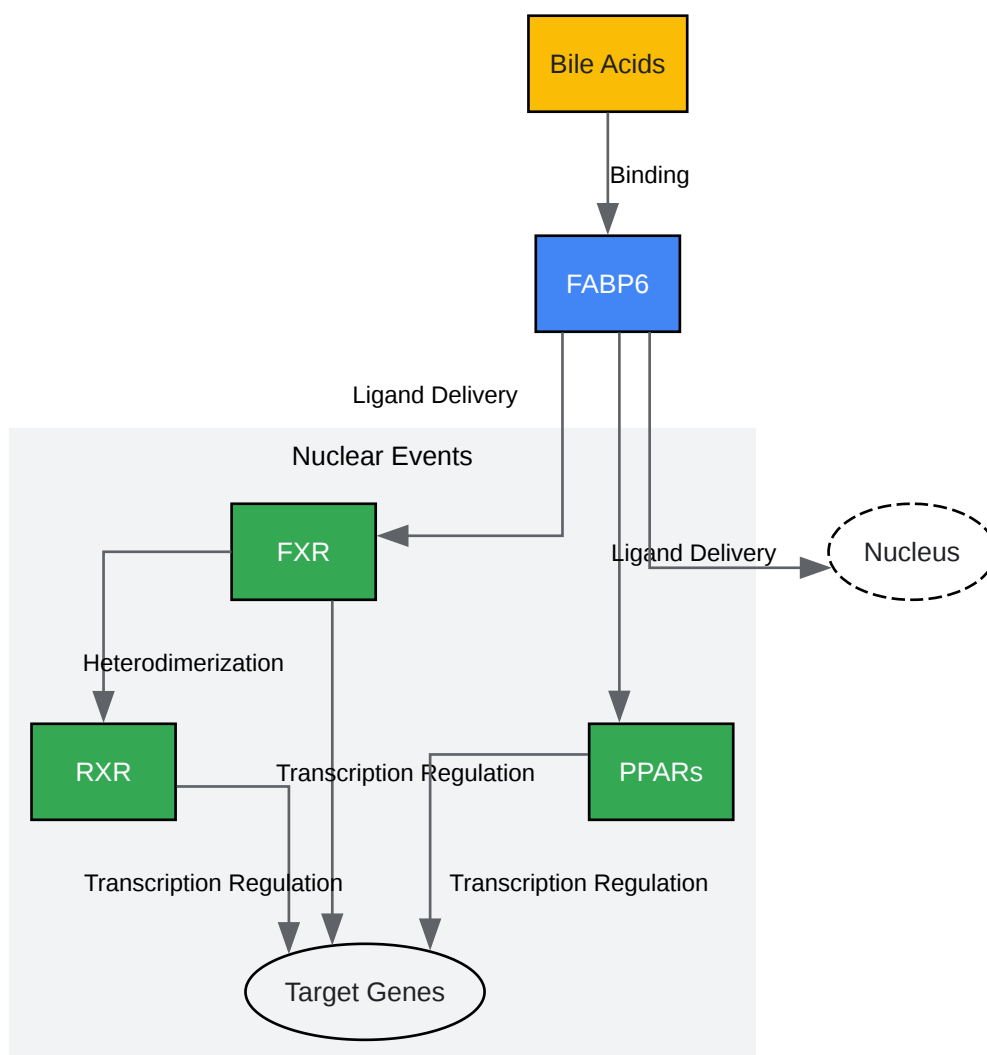 Bile Acids
Binding
FABP6
Ligand Delivery
Nuclear Events
FXR
Ligand Delivery
Nucleus
Heterodimerization
RXR
Transcription Regulation
PPARs
Transcription Regulation
Transcription Regulation
Target Genes